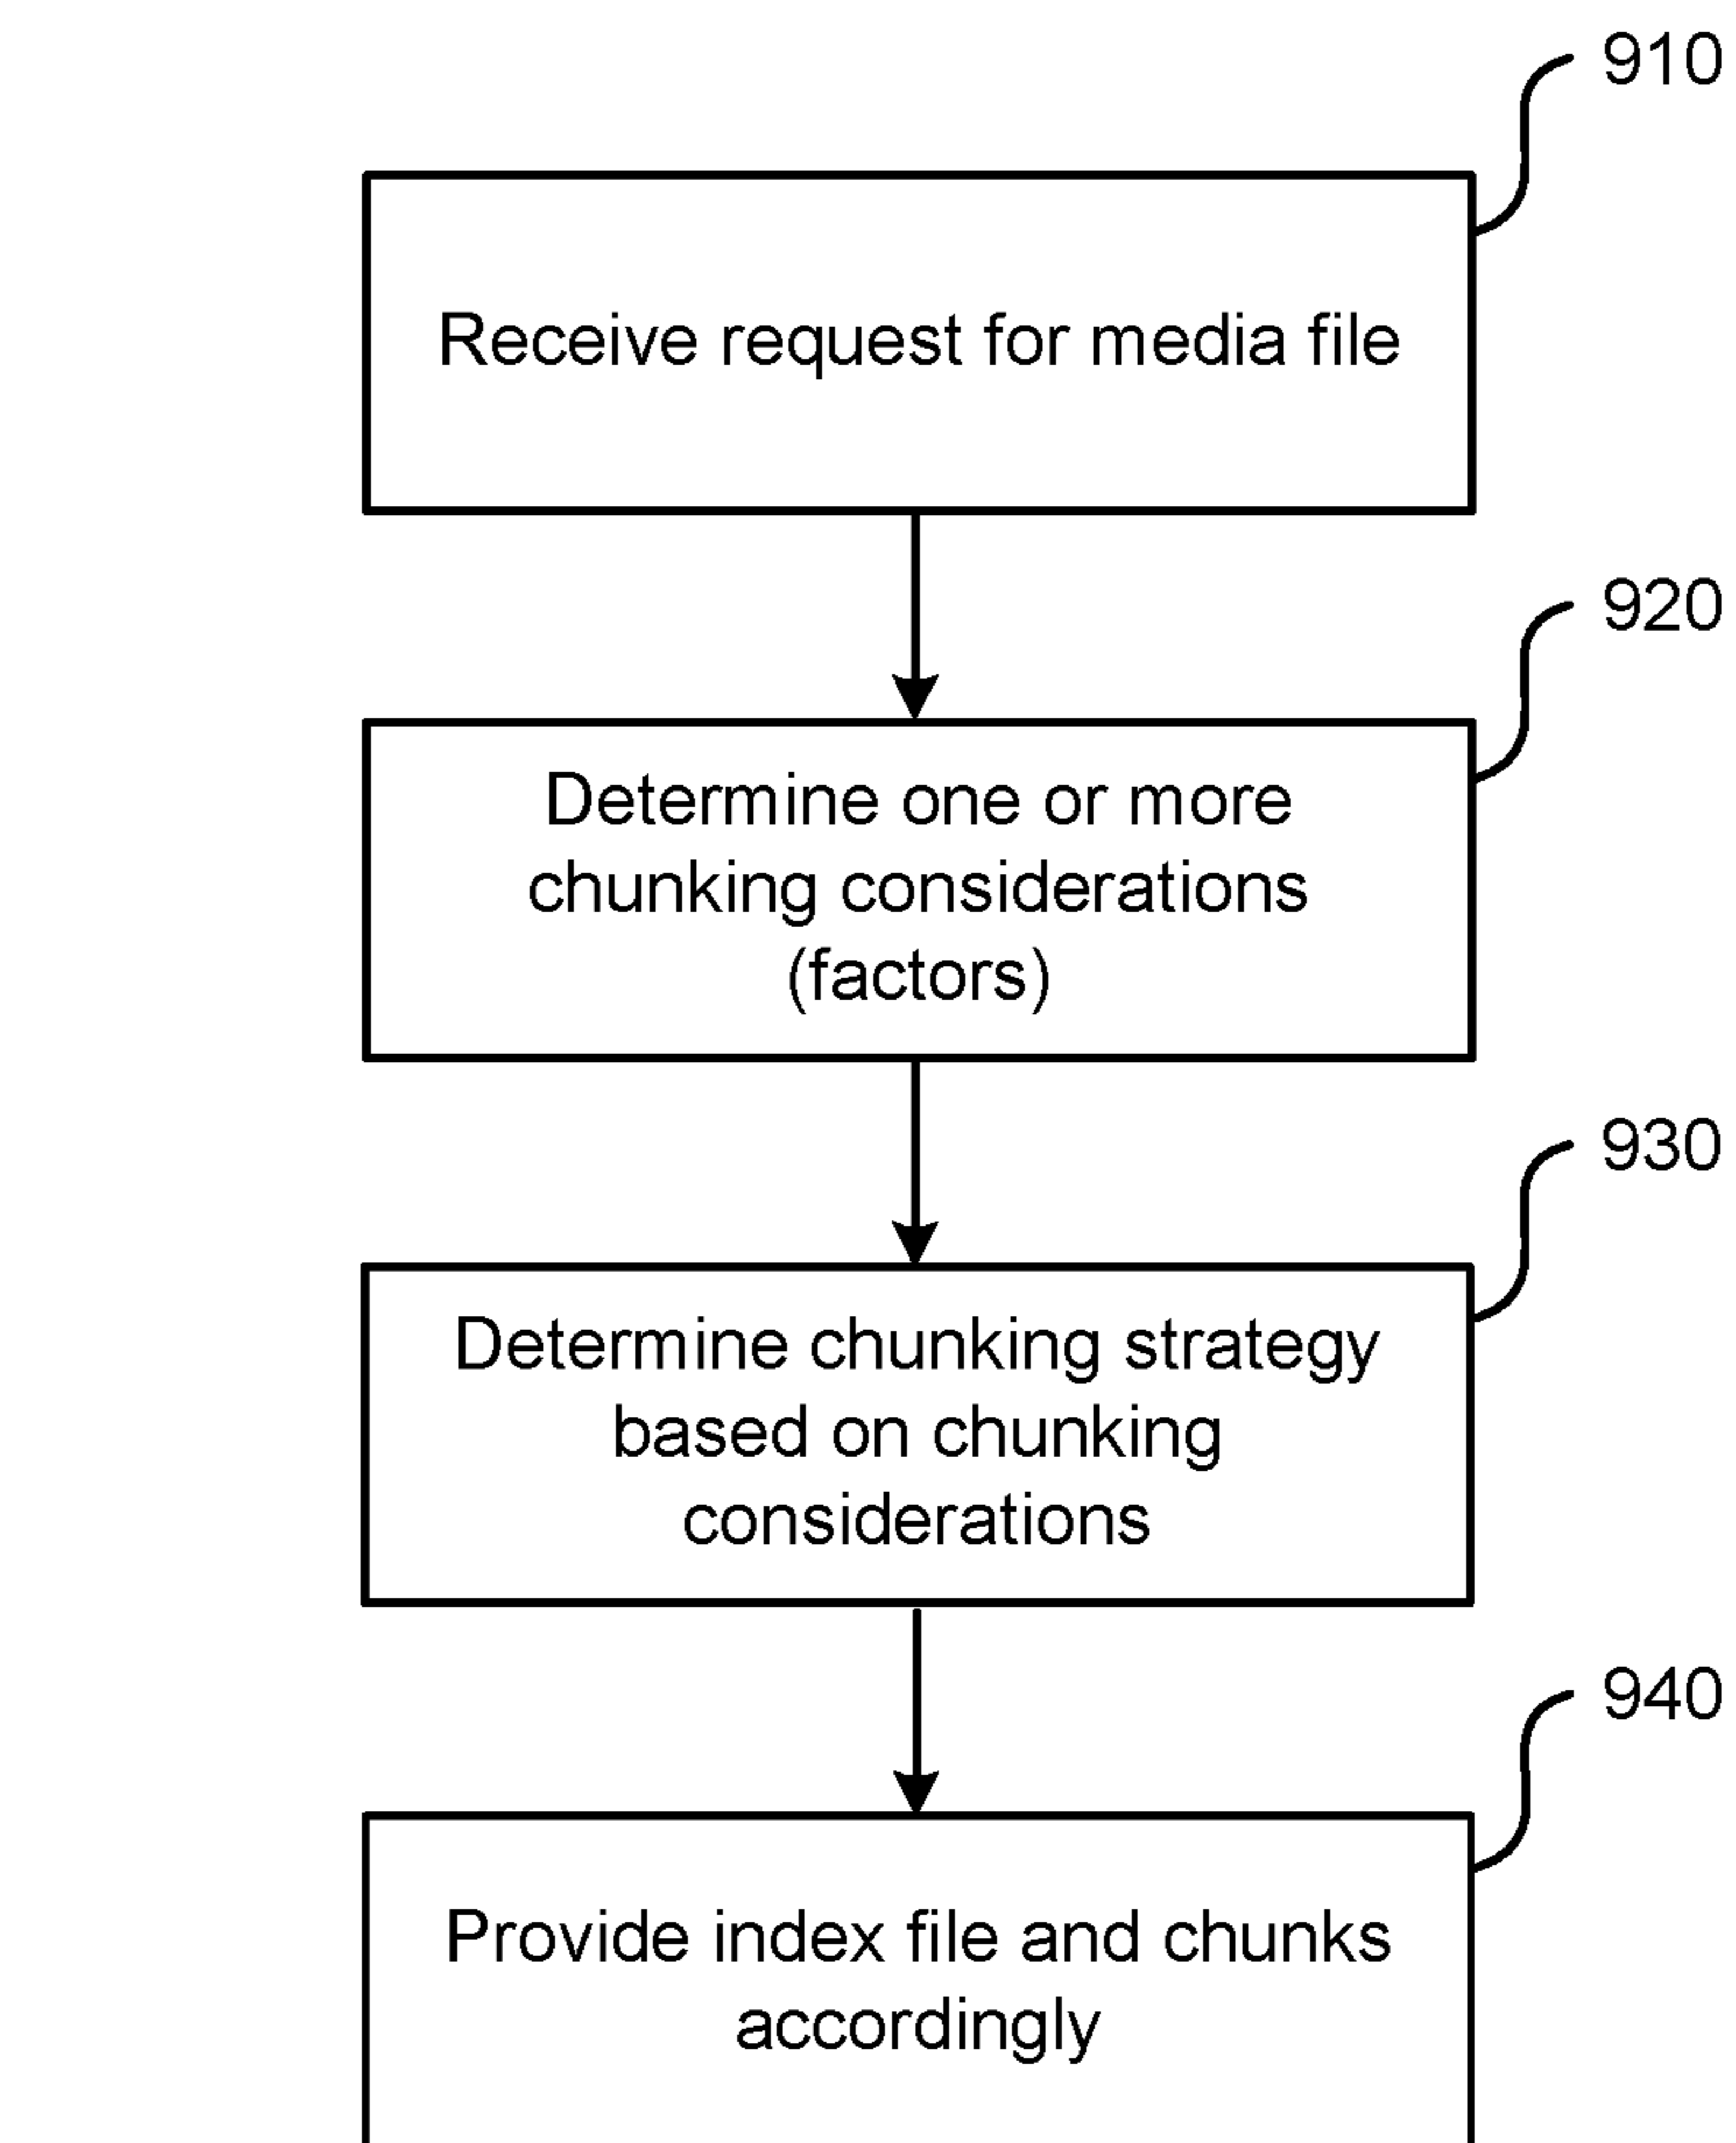 910
Receive request for media file
920
Determine one or more
chunking considerations
(factors)
930
Determine chunking strategy
based on chunking
considerations
940
Provide index file and chunks
accordingly